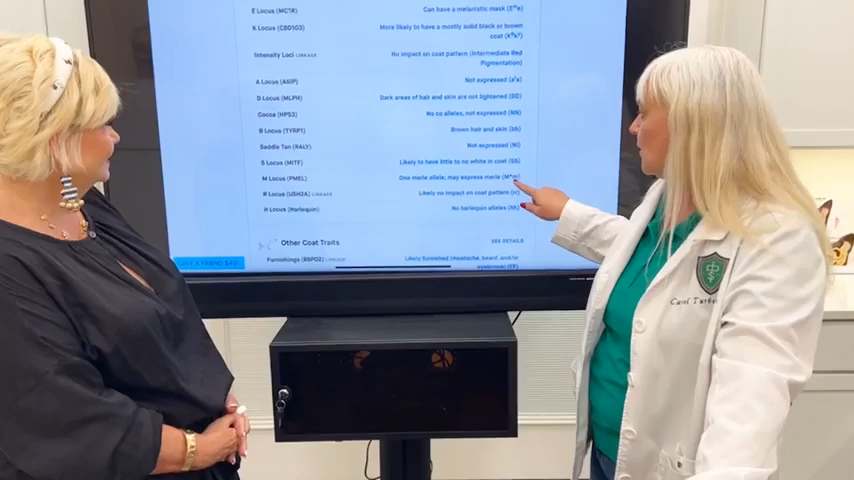 E Locus (MC1R) Can have a melanistic mask (EᵐE)
K Locus (CBD103) More likely to have a mostly solid black or brown
coat (Kᴮkʸ)
Intensity Loci LINKAGE No impact on coat pattern (Intermediate Red
Pigmentation)
A Locus (ASIP) Not expressed (aᵗa)
D Locus (MLPH) Dark areas of hair and skin are not lightened (DD)
Cocoa (HPS3) No co alleles, not expressed (NN)
B Locus (TYRP1) Brown hair and skin (bb)
Saddle Tan (RALY) Not expressed (NI)
S Locus (MITF) Likely to have little to no white in coat (SS)
M Locus (PMEL) One merle allele; may express merle
R Locus (USH2A) LINKAGE Likely no impact on coat pattern (rr)
H Locus (Harlequin) No harlequin alleles (hh)
Other Coat Traits SEE DETAILS
Furnishings (RSPO2) LINKAGE Likely furnished (mustache, beard, and/or
eyebrows)
A FRIEND $40
Carol